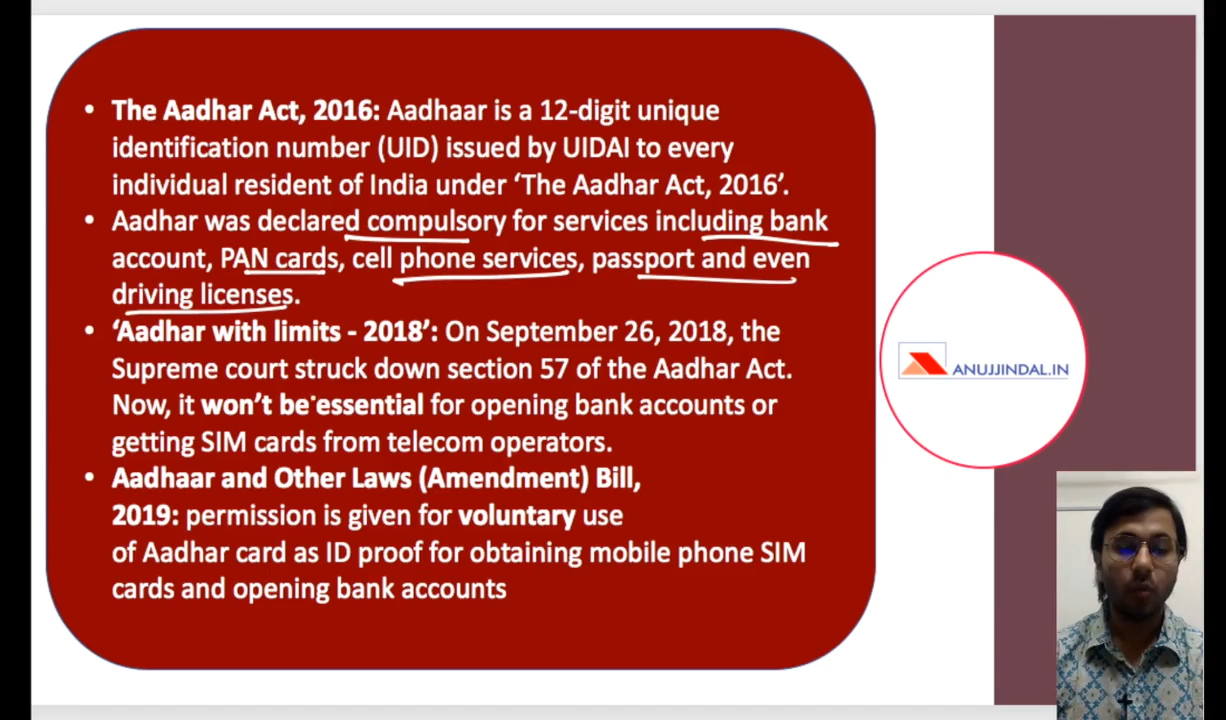 • The Aadhar Act, 2016: Aadhaar is a 12-digit unique
identification number (UID) issued by UIDAI to every
individual resident of India under ‘The Aadhar Act, 2016’.
• Aadhar was declared compulsory for services including bank
account, PAN cards, cell phone services, passport and even
driving licenses.
• ‘Aadhar with limits - 2018’: On September 26, 2018, the
Supreme court struck down section 57 of the Aadhar Act.
Now, it won’t be essential for opening bank accounts or
getting SIM cards from telecom operators.
• Aadhaar and Other Laws (Amendment) Bill,
2019: permission is given for voluntary use
of Aadhar card as ID proof for obtaining mobile phone SIM
cards and opening bank accounts
ANUJJINDAL.IN